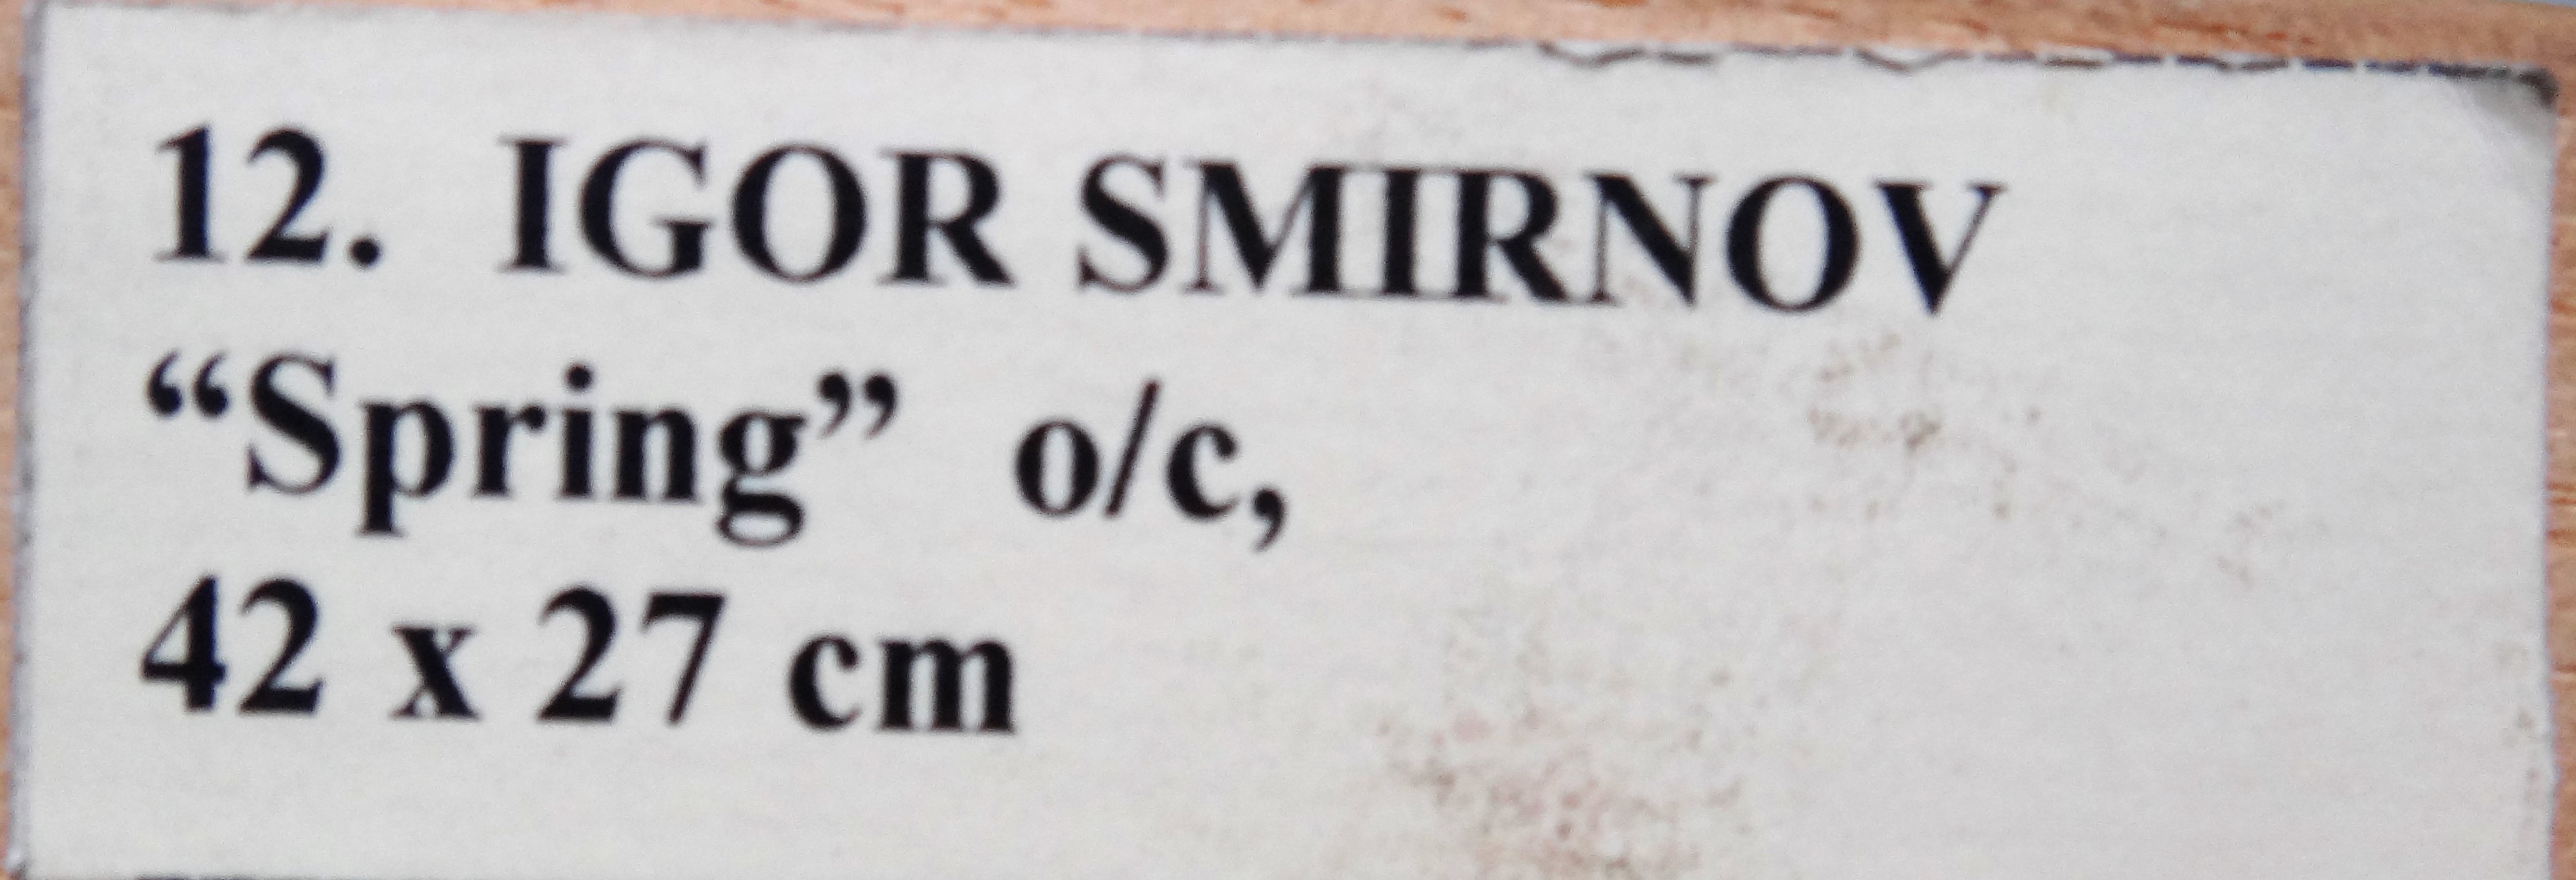 12. IGOR SMIRNOV
“Spring” o/c,
42 x 27 cm